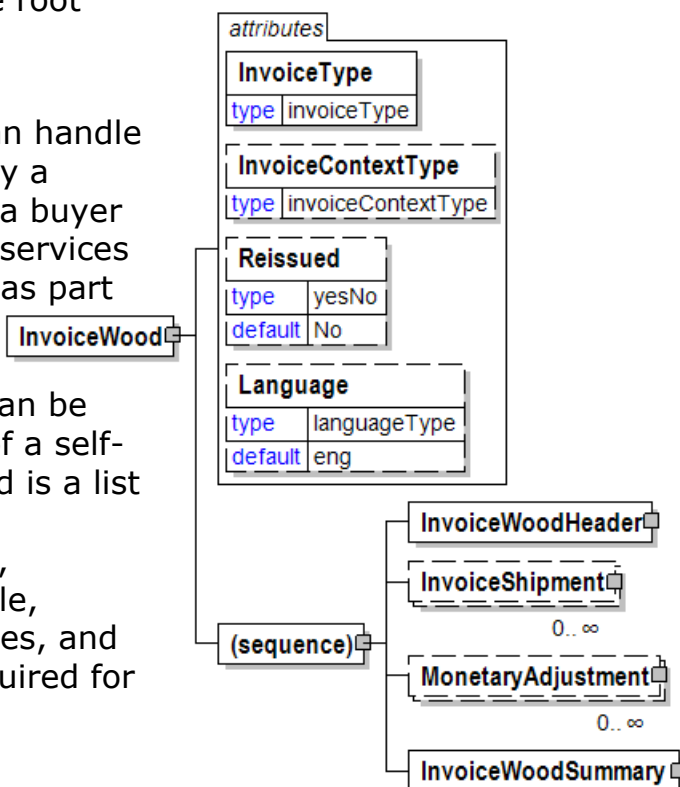 e root
an handle
y a
a buyer
services
as part
an be
f a self-
d is a list
,
le,
es, and
uired for
attributes
InvoiceType
type invoiceType
InvoiceContextType
type invoiceContextType
Reissued
type yesNo
default No
Language
type languageType
default eng
InvoiceWood
(sequence)
InvoiceWoodHeader
InvoiceShipment
0.. ∞
MonetaryAdjustment
0.. ∞
InvoiceWoodSummary